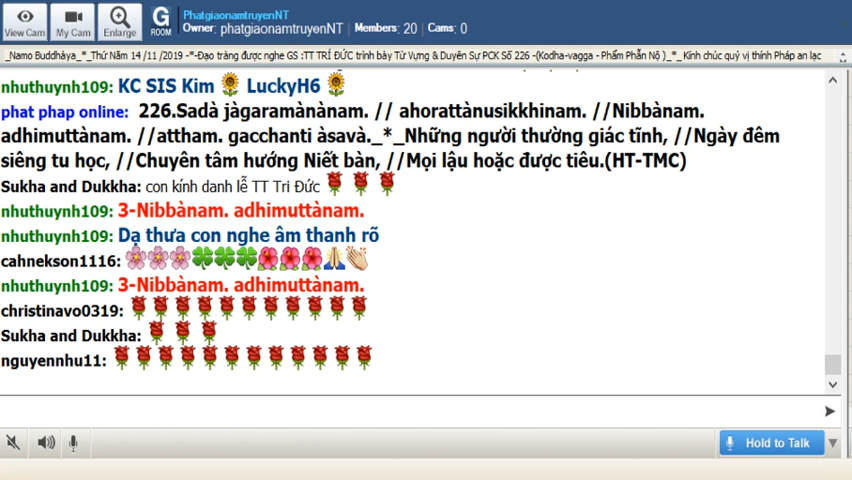 View Cam
My Cam
Enlarge
G
ROOM
PhatgiaonamtruyenNT
Owner: phatgiaonamtruyenNT | Members: 20 | Cams: 0
_Namo Buddhàya_*_Thứ Năm 14 /11 /2019 -*-Đạo tràng được nghe GS :TT TRÍ ĐỨC trình bày Từ Vựng & Duyên Sự PCK Số 226 -(Kodha-vagga - Phẩm Phẫn Nộ )_*_Kính chúc quý vị thính Pháp an lạc
nhuthuynh109: KC SIS Kim 🌻 LuckyH6 🌻
phat phap online: 226.Sadà jàgaramànànam. // ahorattànusikkhinam. //Nibbànam.
adhimuttànam. //attham. gacchanti àsavà._*_Những người thường giác tĩnh, //Ngày đêm
siêng tu học, //Chuyên tâm hướng Niết bàn, //Mọi lậu hoặc được tiêu.(HT-TMC)
Sukha and Dukkha: con kính danh lễ TT Tri Đức 🌹 🌹 🌹
nhuthuynh109: 3-Nibbànam. adhimuttànam.
nhuthuynh109: Dạ thưa con nghe âm thanh rõ
cahnekson1116: 🌸🌸🌸🍀🍀🍀🌺🌺🌺🙏👏
nhuthuynh109: 3-Nibbànam. adhimuttànam.
christinavo0319: 🌹🌹🌹🌹🌹🌹🌹🌹🌹🌹🌹
Sukha and Dukkha: 🌹 🌹 🌹
nguyennhu11: 🌹🌹🌹🌹🌹🌹🌹🌹🌹🌹🌹🌹
Hold to Talk